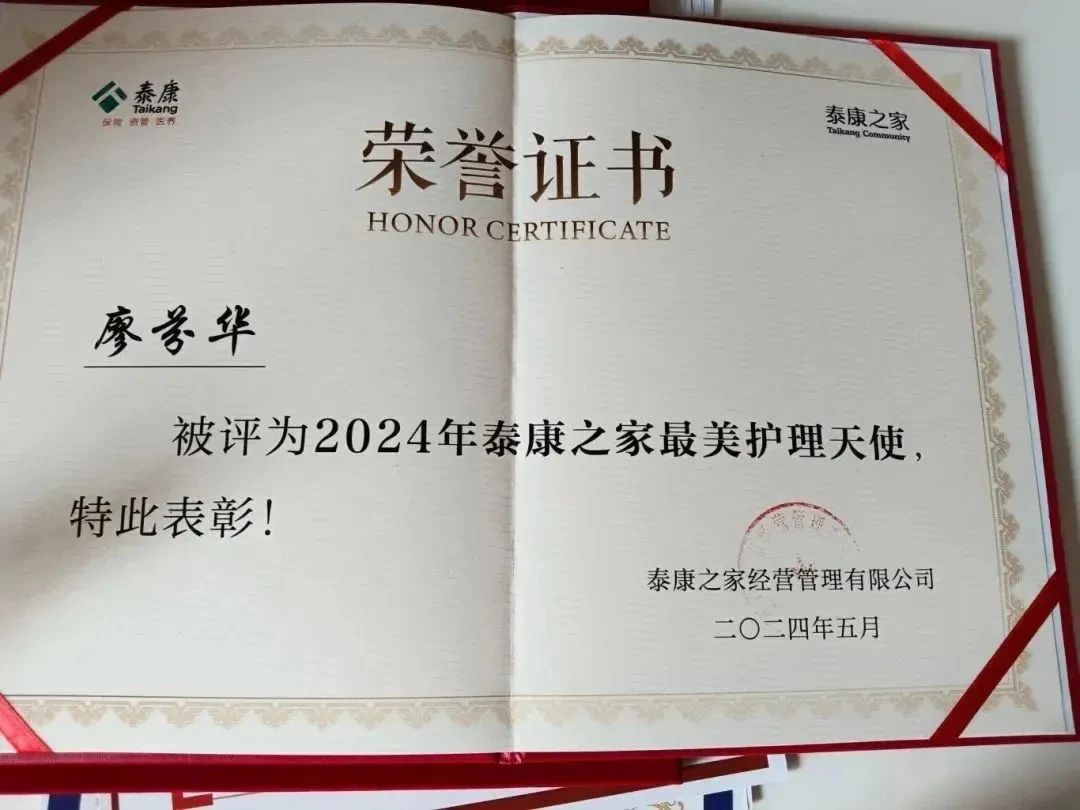 泰康
Taikang
保险 资管 医养
泰康之家
Taikang Community
荣誉证书
HONOR CERTIFICATE
廖芬华
被评为2024年泰康之家最美护理天使，
特此表彰！
泰康之家经营管理有限公司
二〇二四年五月